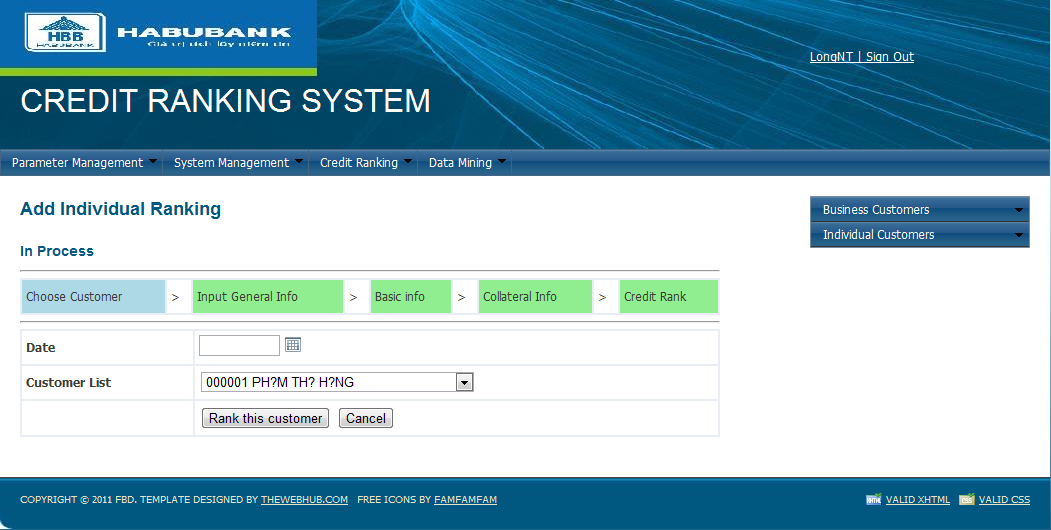 HBB
HABUBANK
HABUBANK
Giá trị tích lũy niềm tin
LongNT | Sign Out
CREDIT RANKING SYSTEM
Parameter Management System Management Credit Ranking Data Mining
Add Individual Ranking
Business Customers
Individual Customers
In Process
Choose Customer > Input General Info > Basic info > Collateral Info > Credit Rank
Date
Customer List 000001 PH?M TH? H?NG
Rank this customer Cancel
COPYRIGHT © 2011 FBD. TEMPLATE DESIGNED BY THEWEBHUB.COM FREE ICONS BY FAMFAMFAM
VALID XHTML VALID CSS